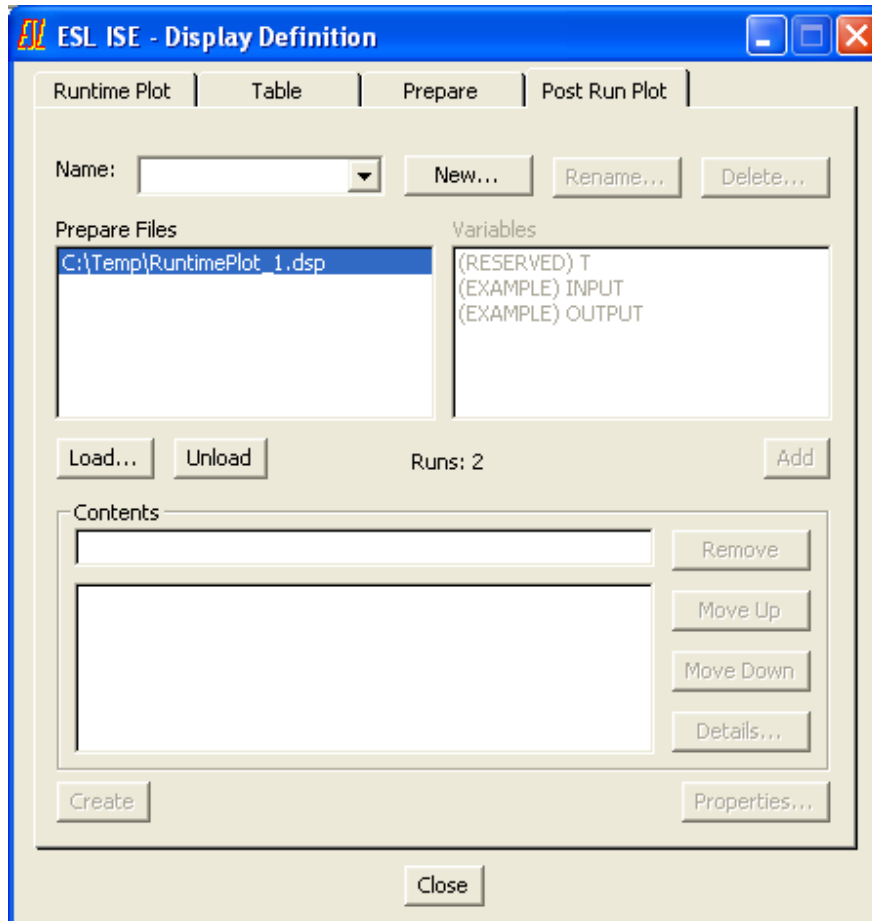 ESL ISE - Display Definition
Runtime Plot Table Prepare Post Run Plot
Name: New... Rename... Delete...
Prepare Files Variables
C:\Temp\RuntimePlot_1.dsp (RESERVED) T
(EXAMPLE) INPUT
(EXAMPLE) OUTPUT
Load... Unload Runs: 2 Add
Contents
Remove
Move Up
Move Down
Details...
Create Properties...
Close